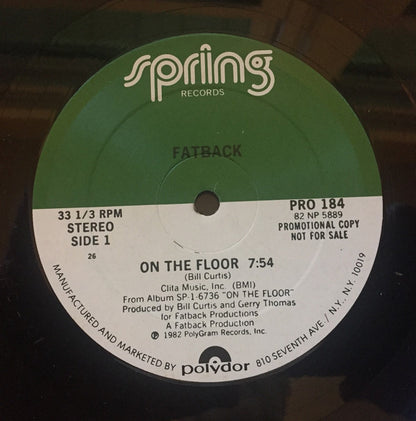 spring
RECORDS
FATBACK
33 1/3 RPM
STEREO
SIDE 1
26
PRO 184
82 NP 5889
PROMOTIONAL COPY
NOT FOR SALE
ON THE FLOOR 7:54
(Bill Curtis)
Clita Music, Inc. (BMI)
From Album SP-1-6736 "ON THE FLOOR"
Produced by Bill Curtis and Gerry Thomas
for Fatback Productions
A Fatback Production
℗ 1982 PolyGram Records, Inc.
MANUFACTURED AND MARKETED BY polydor 810 SEVENTH AVE / N.Y., N.Y. 10019